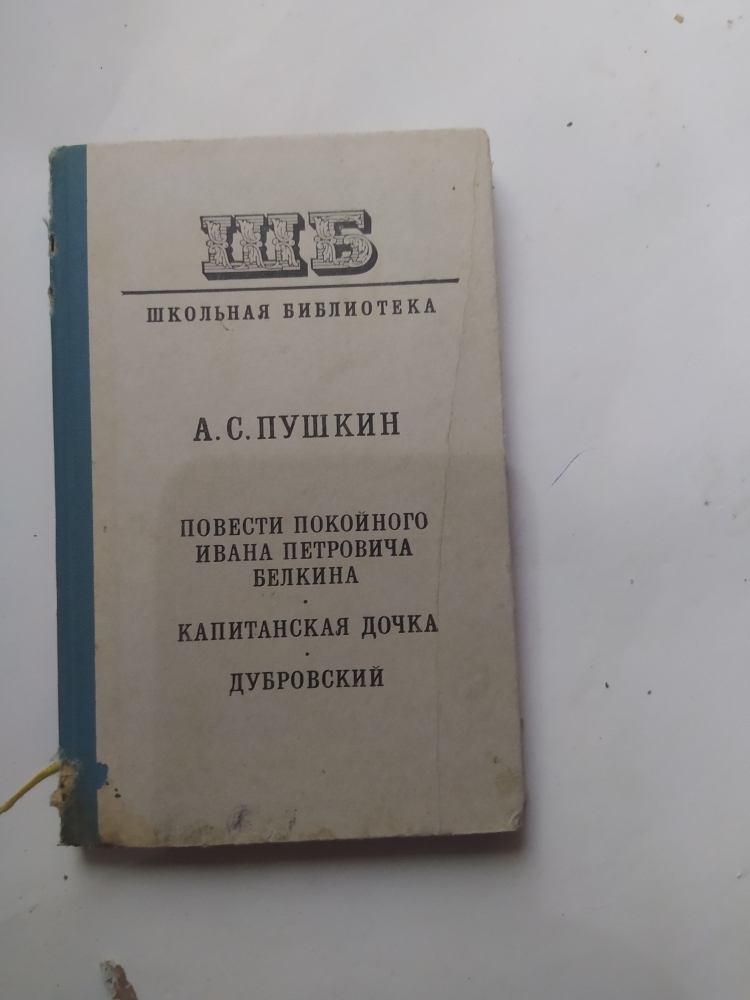 ШБ
ШКОЛЬНАЯ БИБЛИОТЕКА
А. С. ПУШКИН
ПОВЕСТИ ПОКОЙНОГО
ИВАНА ПЕТРОВИЧА
БЕЛКИНА
·
КАПИТАНСКАЯ ДОЧКА
·
ДУБРОВСКИЙ